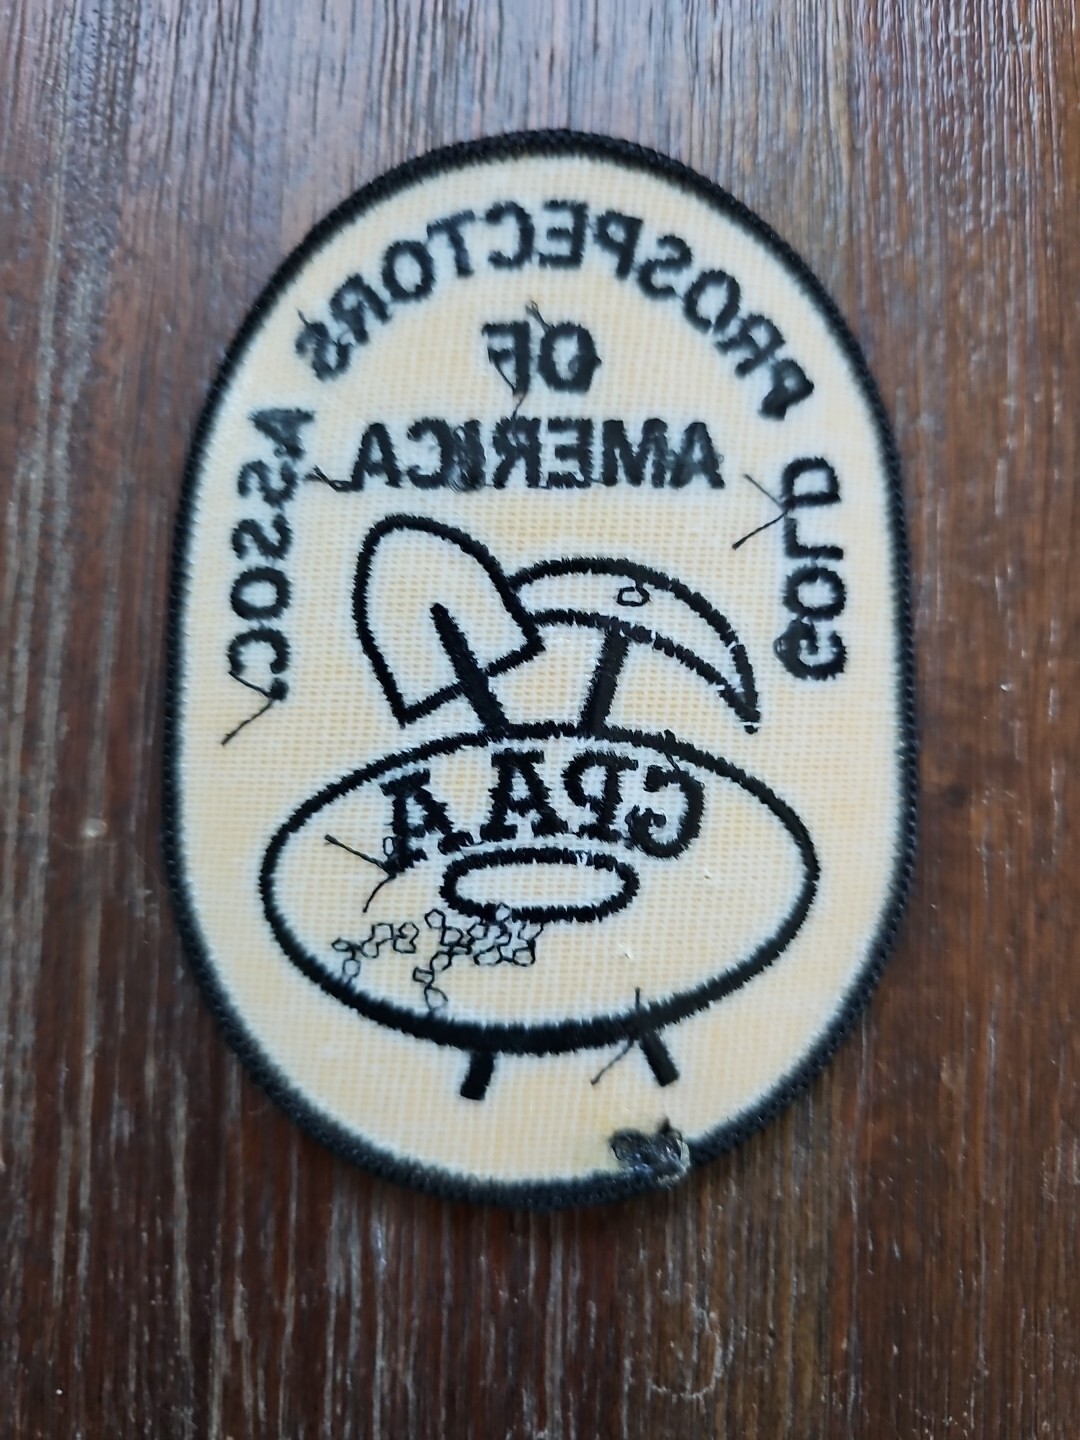 GOLD PROSPECTORS ASSOC.
OF
AMERICA
GPAA